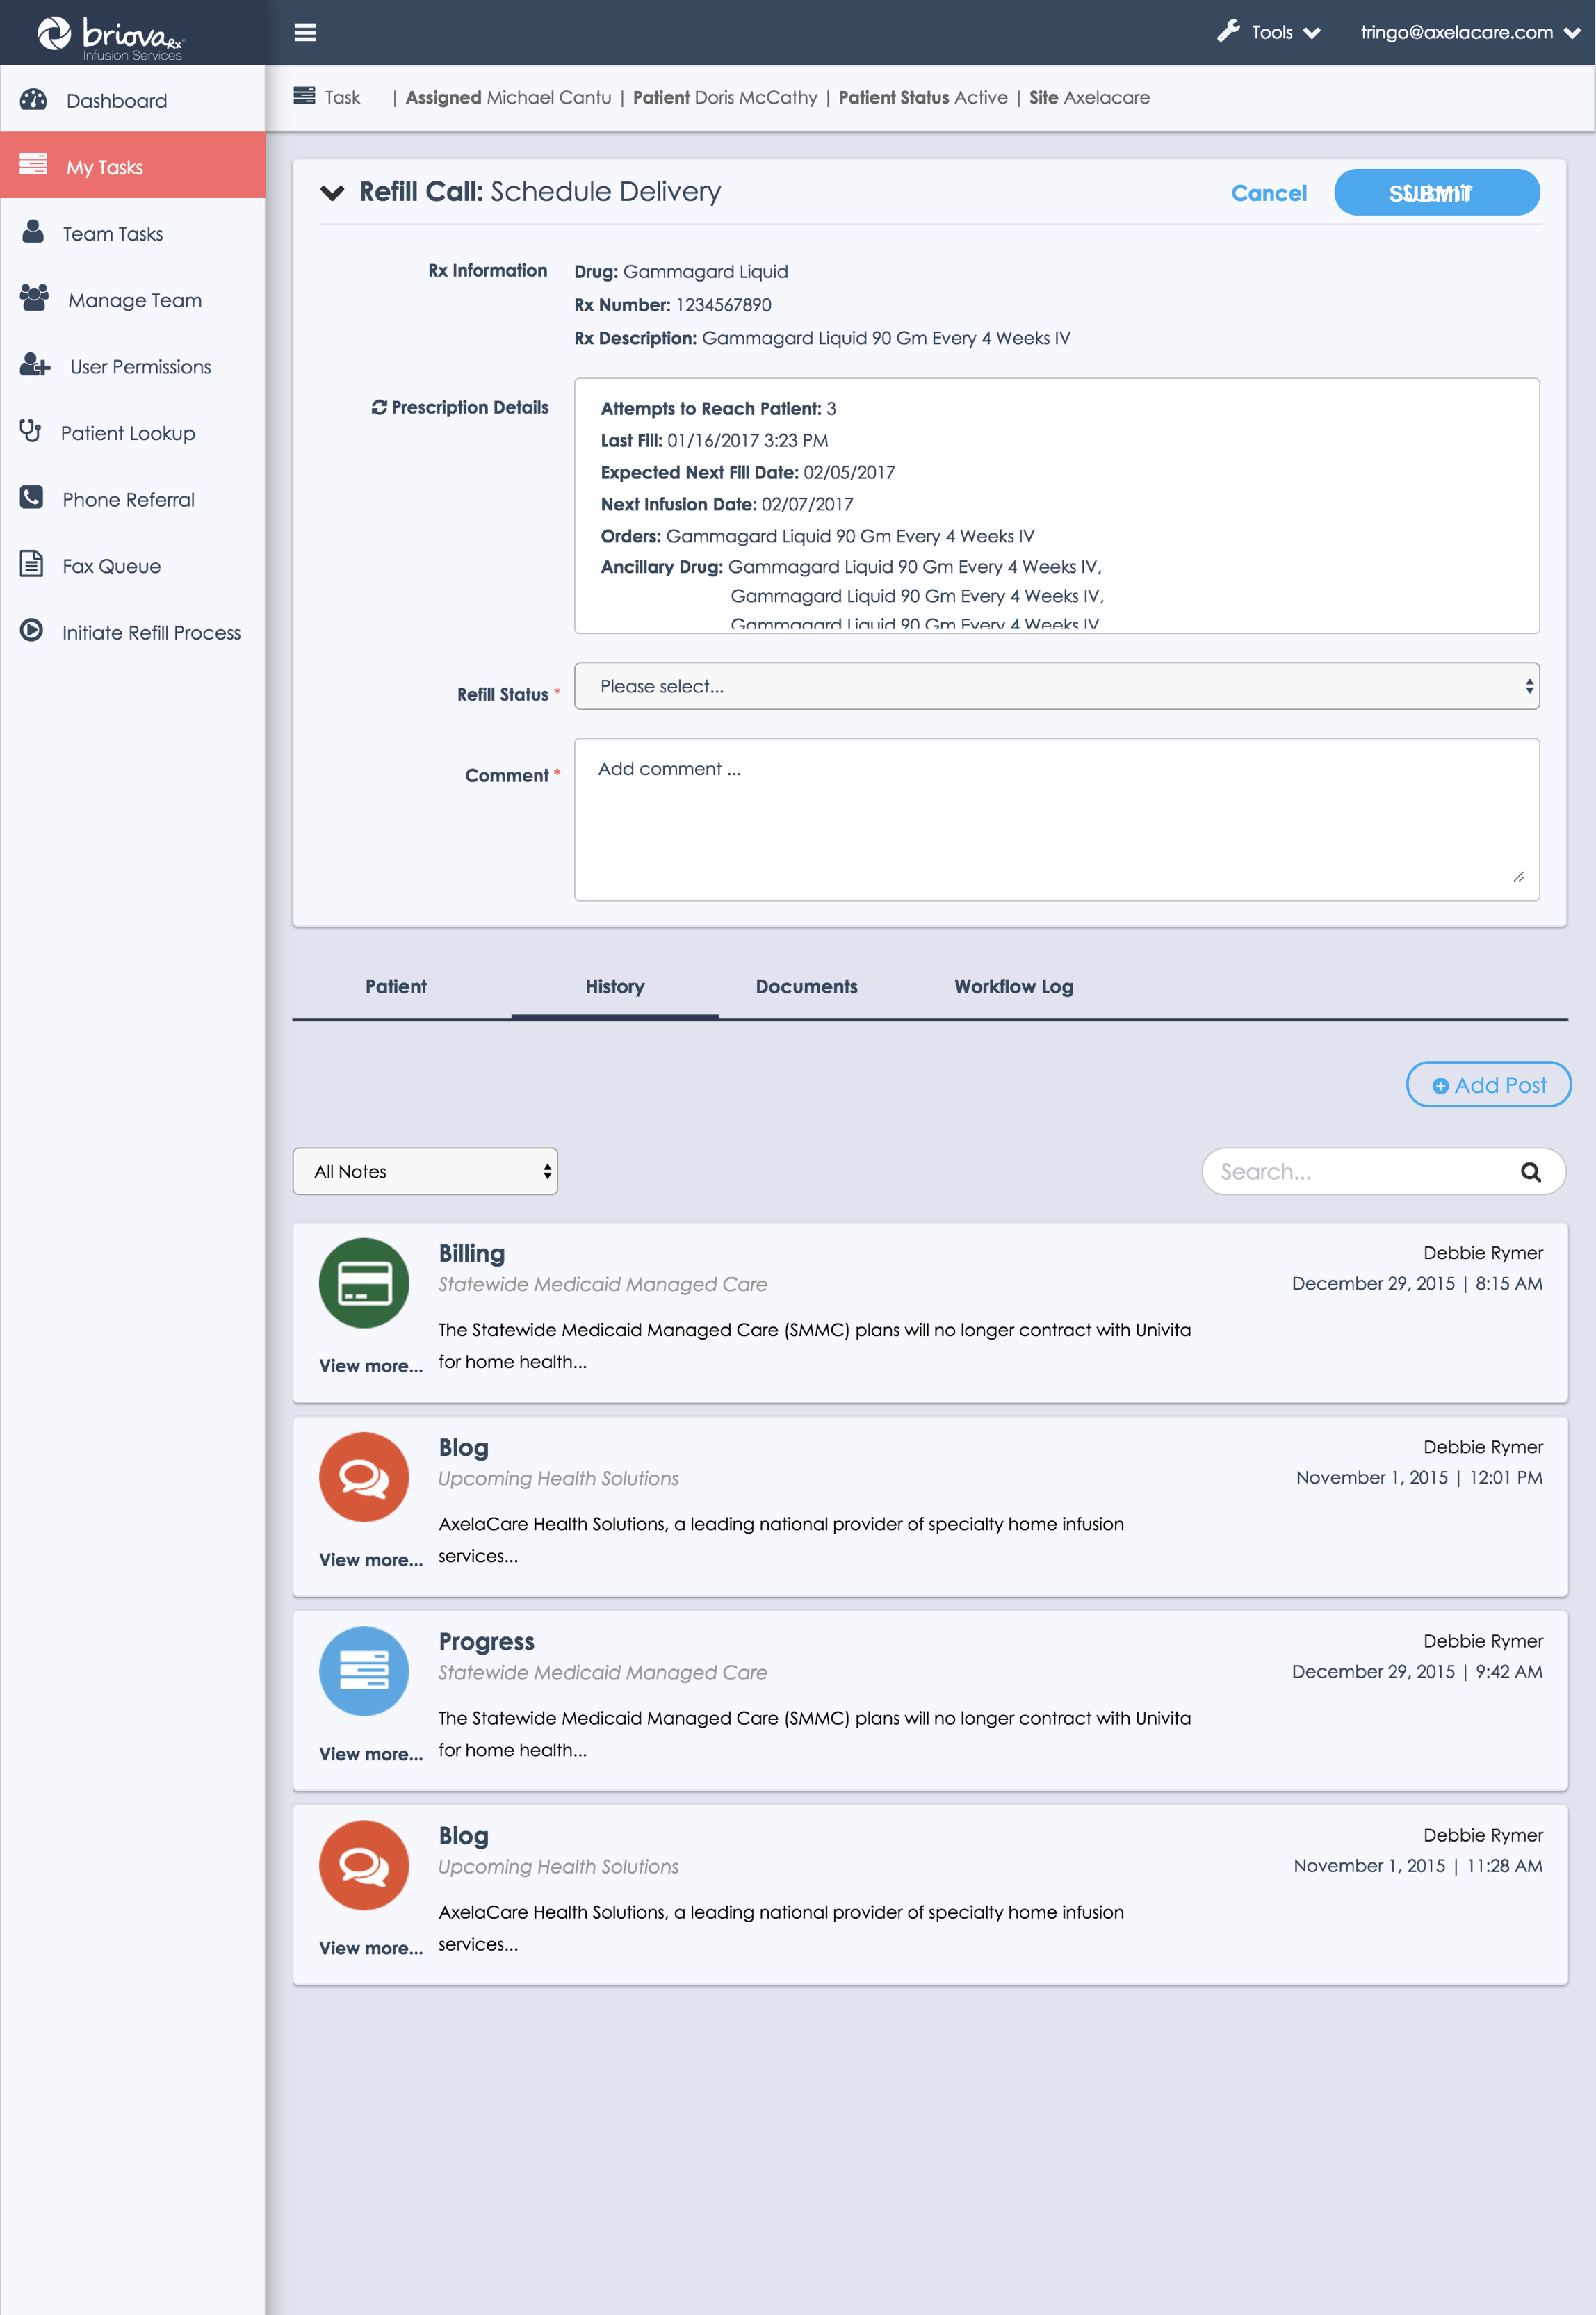 briovaRx
Infusion Services
Tools
tringo@axelacare.com
Dashboard
My Tasks
Team Tasks
Manage Team
User Permissions
Patient Lookup
Phone Referral
Fax Queue
Initiate Refill Process
Task | Assigned Michael Cantu | Patient Doris McCathy | Patient Status Active | Site Axelacare
Refill Call: Schedule Delivery
Cancel
SUBMIT
Rx Information
Drug: Gammagard Liquid
Rx Number: 1234567890
Rx Description: Gammagard Liquid 90 Gm Every 4 Weeks IV
Prescription Details
Attempts to Reach Patient: 3
Last Fill: 01/16/2017 3:23 PM
Expected Next Fill Date: 02/05/2017
Next Infusion Date: 02/07/2017
Orders: Gammagard Liquid 90 Gm Every 4 Weeks IV
Ancillary Drug: Gammagard Liquid 90 Gm Every 4 Weeks IV,
Gammagard Liquid 90 Gm Every 4 Weeks IV,
Gammagard Liquid 90 Gm Every 4 Weeks IV
Refill Status *
Please select...
Comment *
Add comment ...
Patient
History
Documents
Workflow Log
Add Post
All Notes
Search...
Billing
Debbie Rymer
Statewide Medicaid Managed Care
December 29, 2015 | 8:15 AM
The Statewide Medicaid Managed Care (SMMC) plans will no longer contract with Univita
for home health...
View more...
Blog
Debbie Rymer
Upcoming Health Solutions
November 1, 2015 | 12:01 PM
AxelaCare Health Solutions, a leading national provider of specialty home infusion
services...
View more...
Progress
Debbie Rymer
Statewide Medicaid Managed Care
December 29, 2015 | 9:42 AM
The Statewide Medicaid Managed Care (SMMC) plans will no longer contract with Univita
for home health...
View more...
Blog
Debbie Rymer
Upcoming Health Solutions
November 1, 2015 | 11:28 AM
AxelaCare Health Solutions, a leading national provider of specialty home infusion
services...
View more...